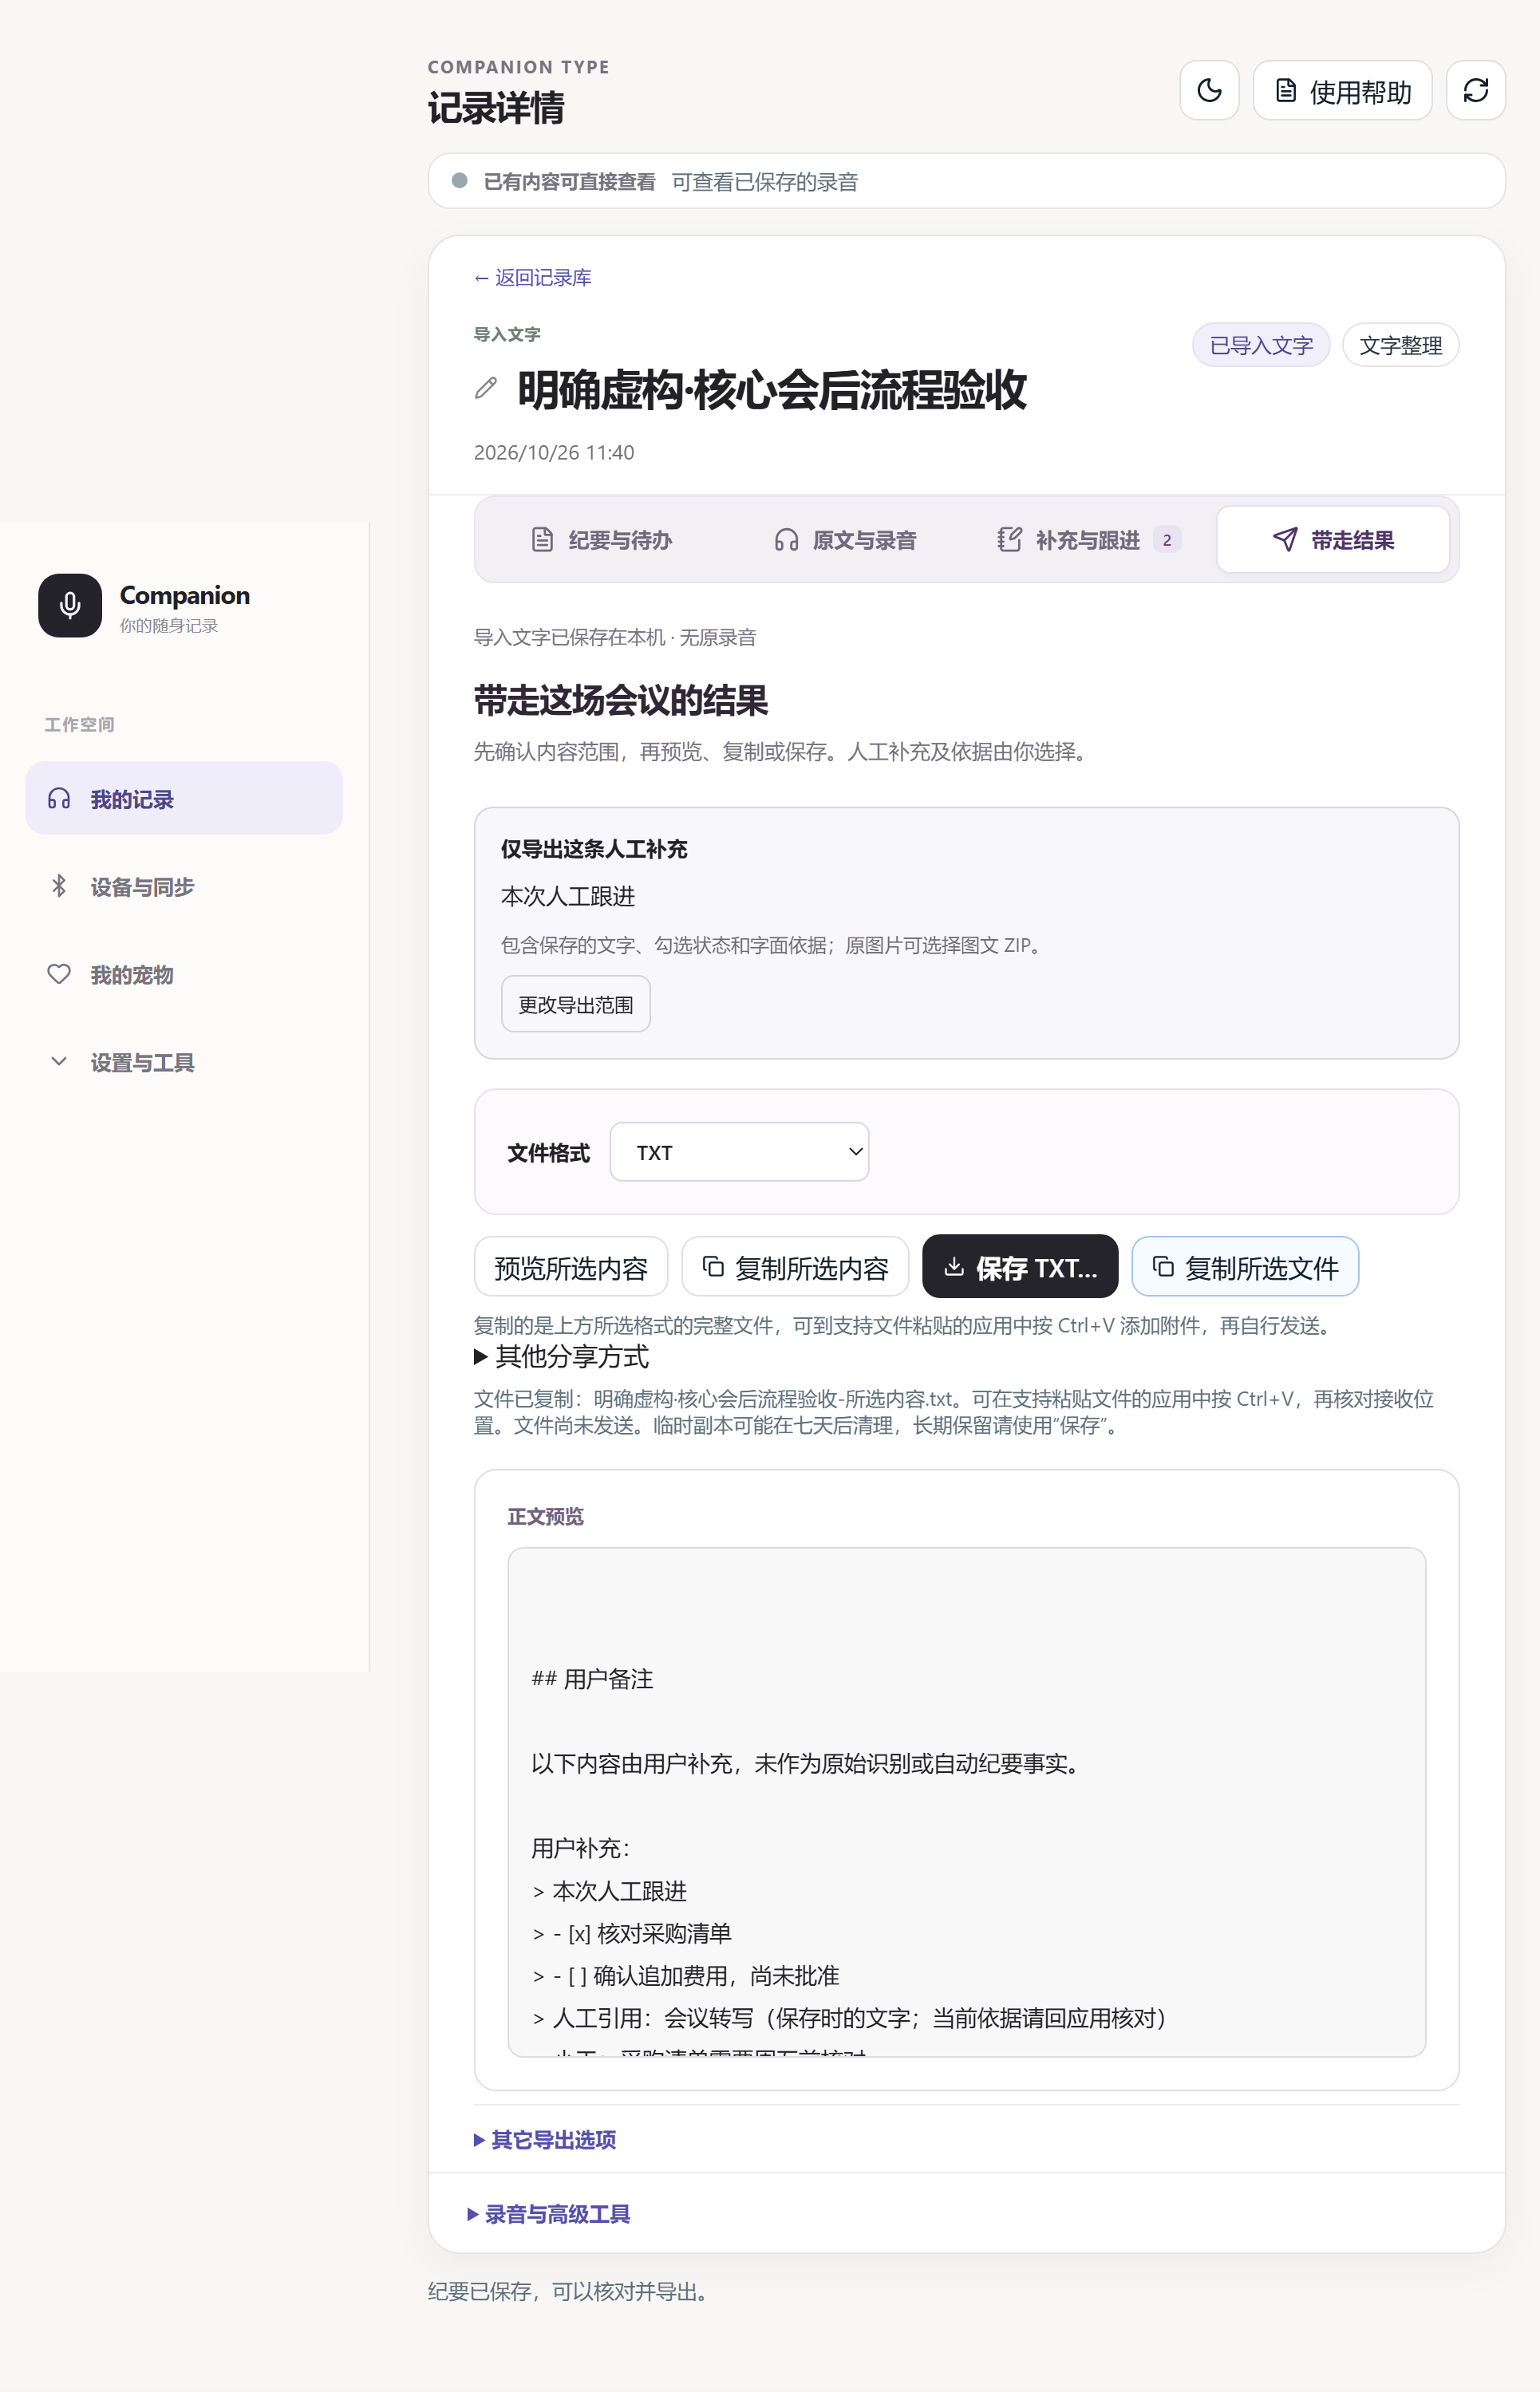 COMPANION TYPE
记录详情
使用帮助
已有内容可直接查看 可查看已保存的录音
← 返回记录库
导入文字
已导入文字
文字整理
明确虚构·核心会后流程验收
2026/10/26 11:40
纪要与待办
原文与录音
补充与跟进 2
带走结果
Companion
你的随身记录
工作空间
我的记录
设备与同步
我的宠物
设置与工具
导入文字已保存在本机 · 无原录音
带走这场会议的结果
先确认内容范围，再预览、复制或保存。人工补充及依据由你选择。
仅导出这条人工补充
本次人工跟进
包含保存的文字、勾选状态和字面依据；原图片可选择图文 ZIP。
更改导出范围
文件格式
TXT
预览所选内容
复制所选内容
保存 TXT...
复制所选文件
复制的是上方所选格式的完整文件，可到支持文件粘贴的应用中按 Ctrl+V 添加附件，再自行发送。
▶ 其他分享方式
文件已复制：明确虚构·核心会后流程验收-所选内容.txt。可在支持粘贴文件的应用中按 Ctrl+V，再核对接收位
置。文件尚未发送。临时副本可能在七天后清理，长期保留请使用“保存”。
正文预览
## 用户备注
以下内容由用户补充，未作为原始识别或自动纪要事实。
用户补充：
> 本次人工跟进
> - [x] 核对采购清单
> - [ ] 确认追加费用，尚未批准
> 人工引用：会议转写（保存时的文字；当前依据请回应用核对）
▶ 其它导出选项
▶ 录音与高级工具
纪要已保存，可以核对并导出。